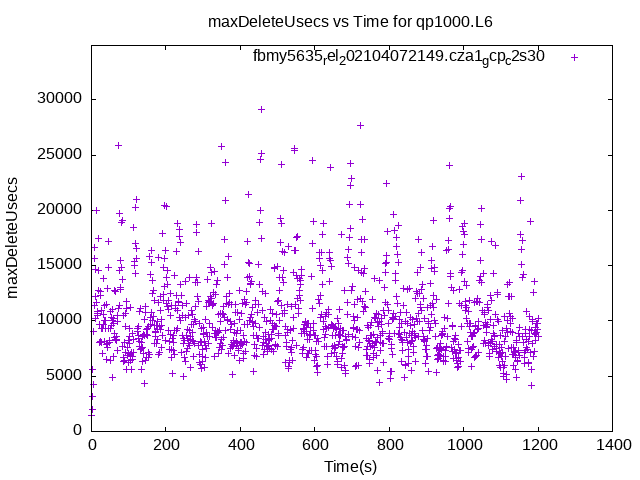 maxDeleteUsecs vs Time for qp1000.L6
fbmy5635rel202104072149.cza1gcpc2s30
maxDeleteUsecs
30000
25000
20000
15000
10000
5000
0
0 200 400 600 800 1000 1200 1400
Time(s)